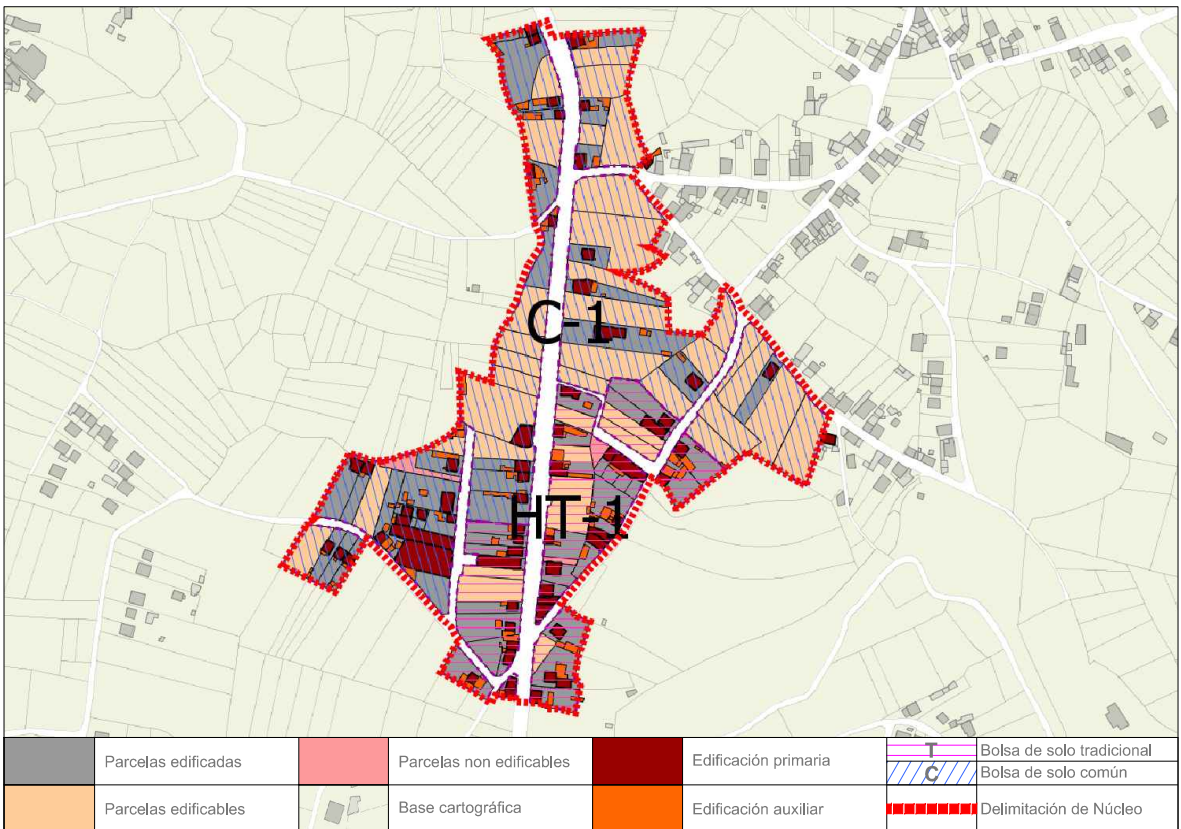 C-1
HT-1
Parcelas edificadas
Parcelas non edificables
Edificación primaria
T
Bolsa de solo tradicional
C
Bolsa de solo común
Parcelas edificables
Base cartográfica
Edificación auxiliar
Delimitación de Núcleo